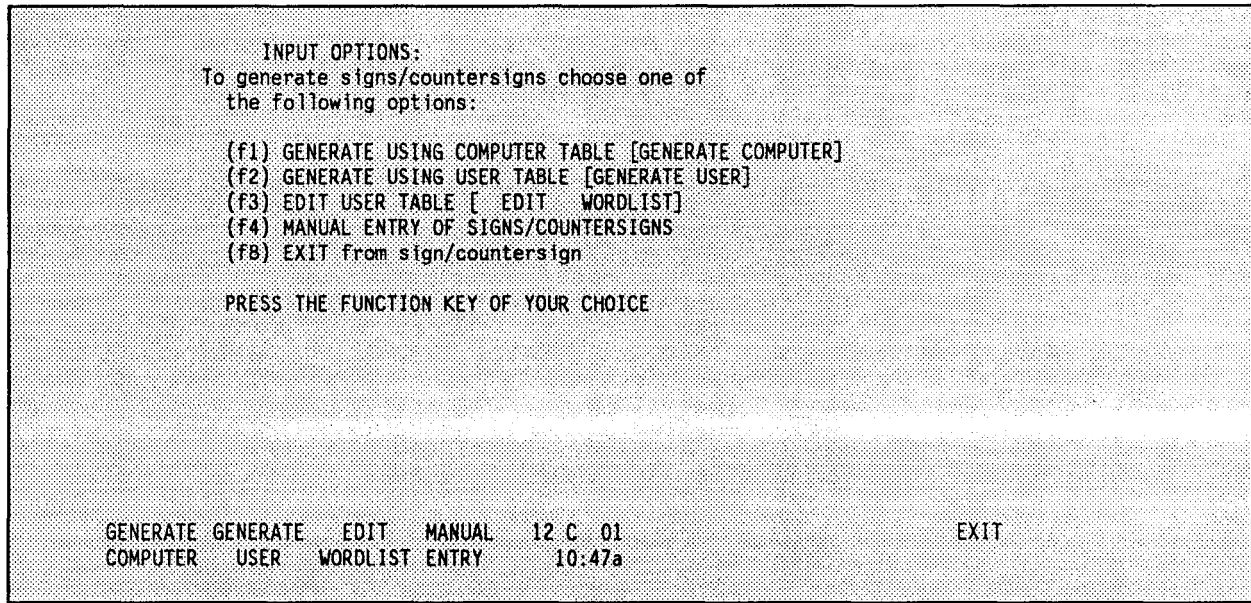 INPUT OPTIONS:
To generate signs/countersigns choose one of
the following options:
(f1) GENERATE USING COMPUTER TABLE [GENERATE COMPUTER]
(f2) GENERATE USING USER TABLE [GENERATE USER]
(f3) EDIT USER TABLE [ EDIT WORDLIST]
(f4) MANUAL ENTRY OF SIGNS/COUNTERSIGNS
(f8) EXIT from sign/countersign
PRESS THE FUNCTION KEY OF YOUR CHOICE
GENERATE GENERATE EDIT MANUAL 12 C 01 EXIT
COMPUTER USER WORDLIST ENTRY 10:47a